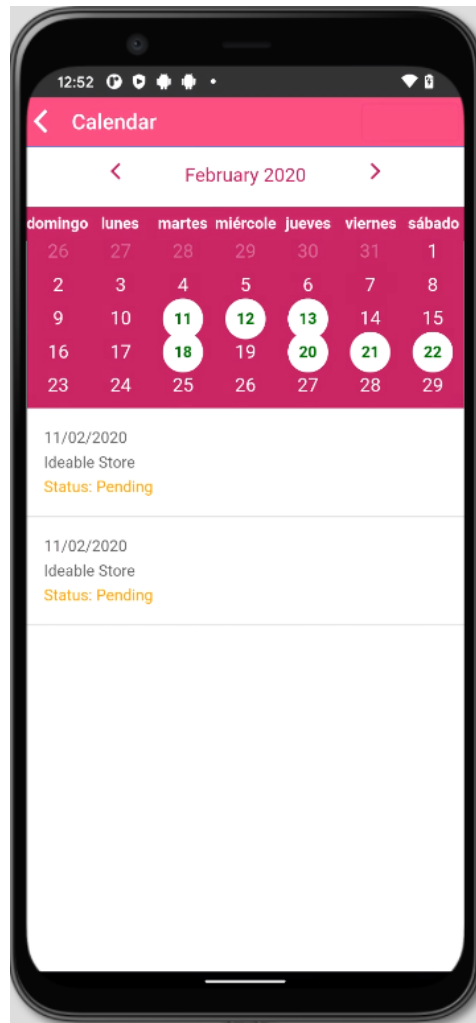 12:52
Calendar
February 2020
domingo lunes martes miércole jueves viernes sábado
26 27 28 29 30 31 1
2 3 4 5 6 7 8
9 10 11 12 13 14 15
16 17 18 19 20 21 22
23 24 25 26 27 28 29
11/02/2020
Ideable Store
Status: Pending
11/02/2020
Ideable Store
Status: Pending